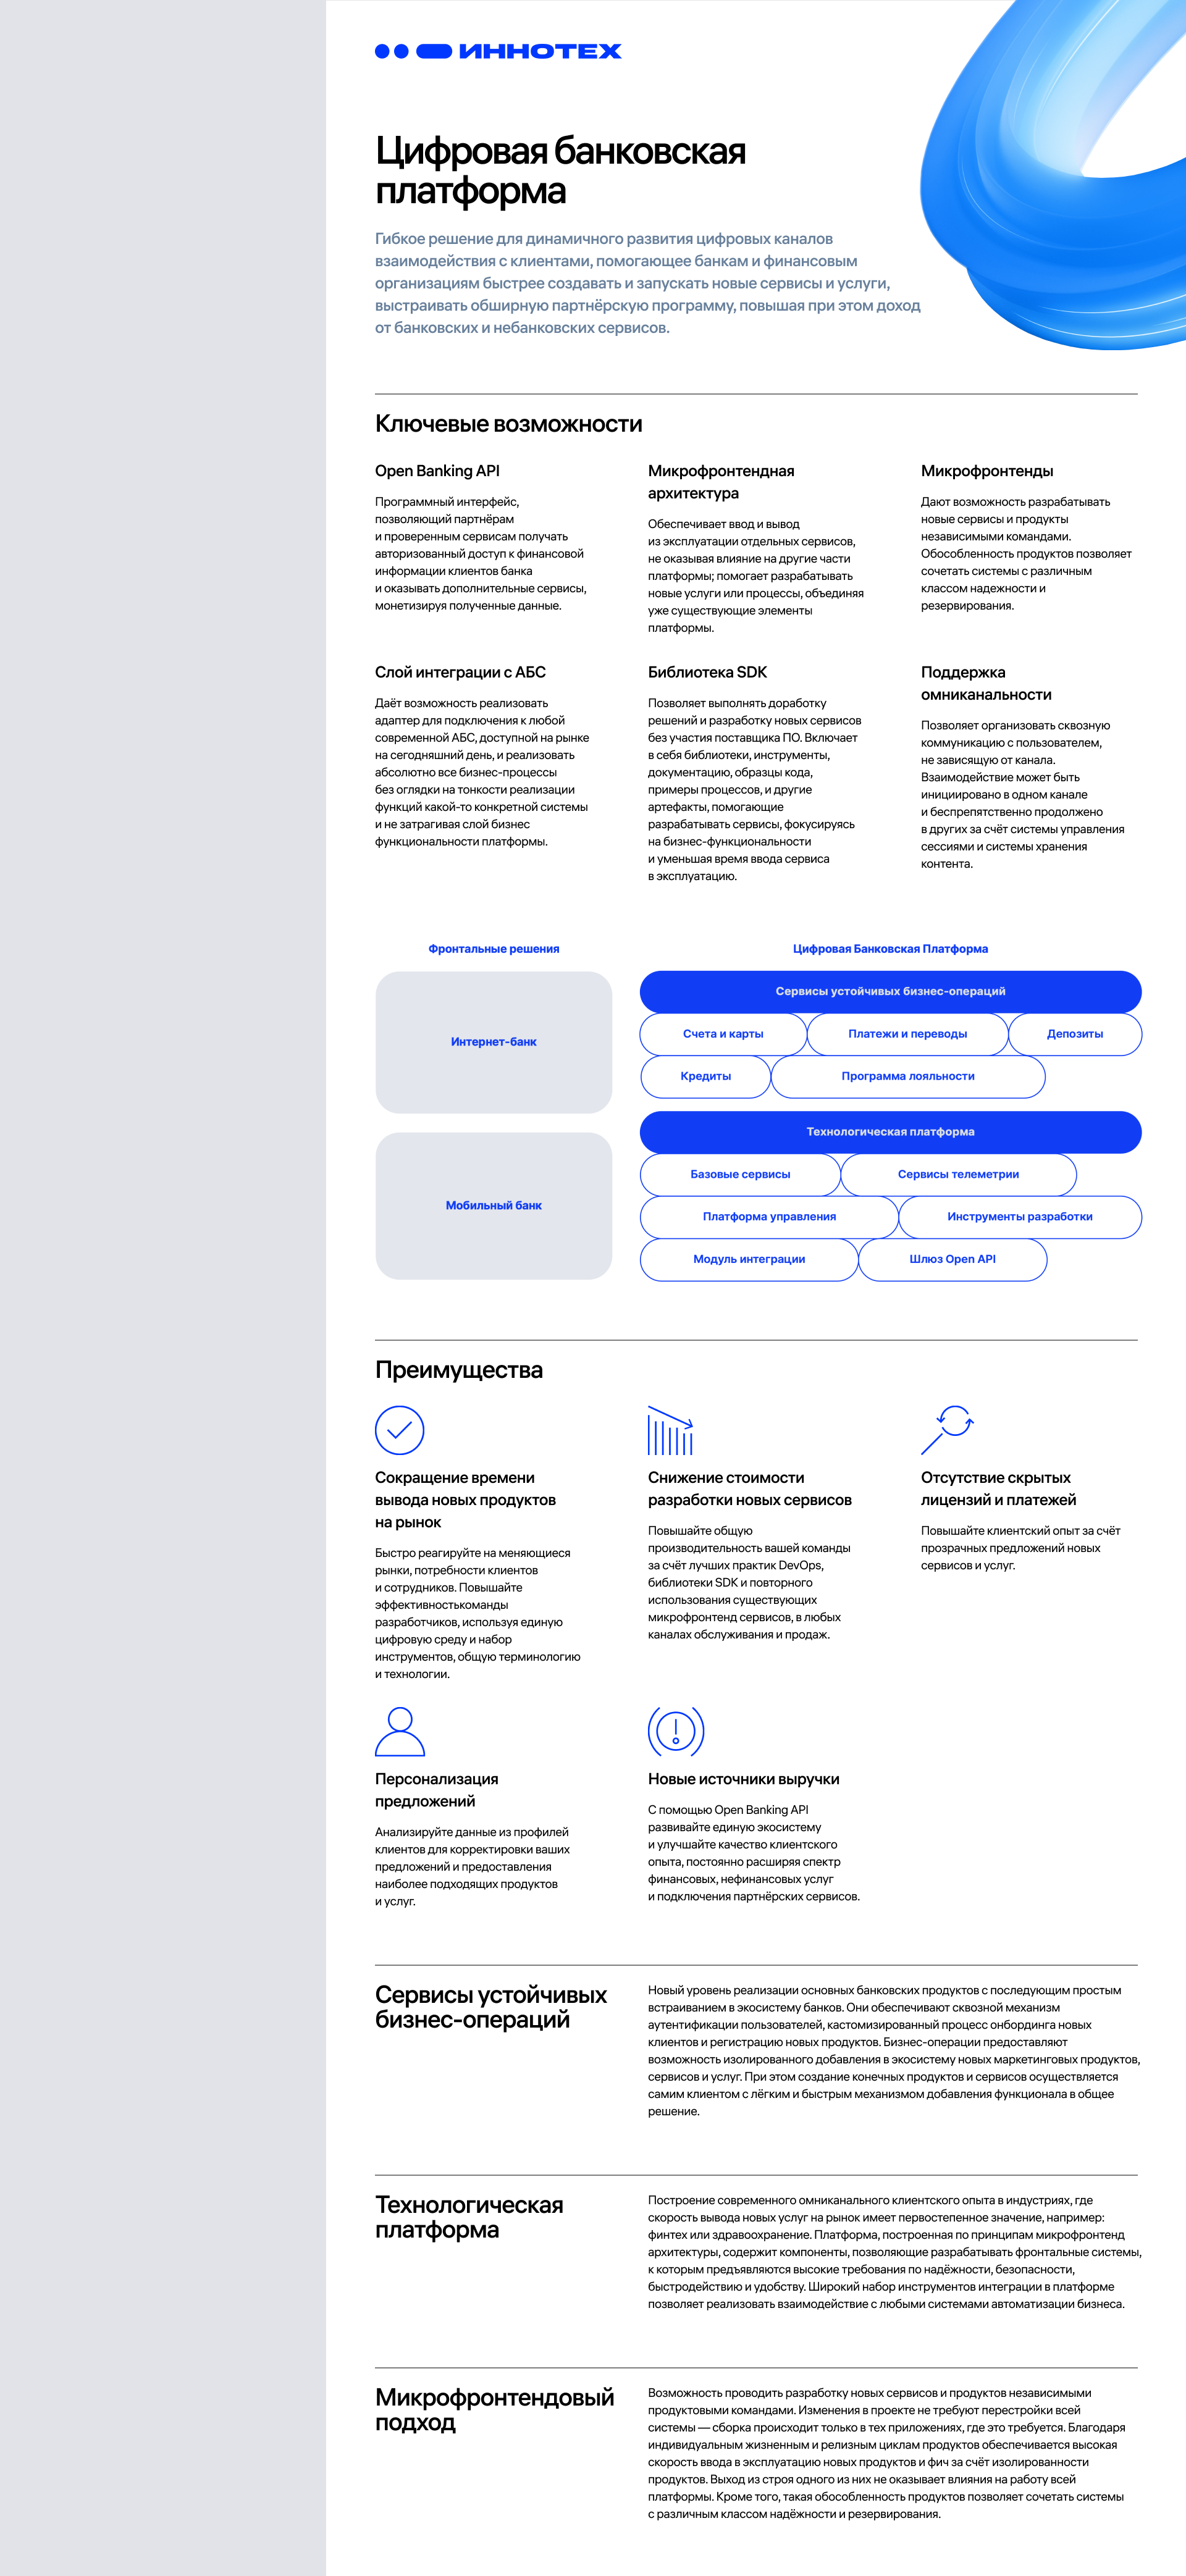 ИННОТЕХ
Цифровая банковская
платформа
Гибкое решение для динамичного развития цифровых каналов
взаимодействия с клиентами, помогающее банкам и финансовым
организациям быстрее создавать и запускать новые сервисы и услуги,
выстраивать обширную партнёрскую программу, повышая при этом доход
от банковских и небанковских сервисов.
Ключевые возможности
Open Banking API
Программный интерфейс,
позволяющий партнёрам
и проверенным сервисам получать
авторизованный доступ к финансовой
информации клиентов банка
и оказывать дополнительные сервисы,
монетизируя полученные данные.
Микрофронтендная
архитектура
Обеспечивает ввод и вывод
из эксплуатации отдельных сервисов,
не оказывая влияние на другие части
платформы; помогает разрабатывать
новые услуги или процессы, объединяя
уже существующие элементы
платформы.
Микрофронтенды
Дают возможность разрабатывать
новые сервисы и продукты
независимыми командами.
Обособленность продуктов позволяет
сочетать системы с различным
классом надежности и
резервирования.
Слой интеграции с АБС
Даёт возможность реализовать
адаптер для подключения к любой
современной АБС, доступной на рынке
на сегодняшний день, и реализовать
абсолютно все бизнес-процессы
без оглядки на тонкости реализации
функций какой-то конкретной системы
и не затрагивая слой бизнес
функциональности платформы.
Библиотека SDK
Позволяет выполнять доработку
решений и разработку новых сервисов
без участия поставщика ПО. Включает
в себя библиотеки, инструменты,
документацию, образцы кода,
примеры процессов, и другие
артефакты, помогающие
разрабатывать сервисы, фокусируясь
на бизнес-функциональности
и уменьшая время ввода сервиса
в эксплуатацию.
Поддержка
омниканальности
Позволяет организовать сквозную
коммуникацию с пользователем,
не зависящую от канала.
Взаимодействие может быть
инициировано в одном канале
и беспрепятственно продолжено
в других за счёт системы управления
сессиями и системы хранения
контента.
Фронтальные решения
Интернет-банк
Мобильный банк
Цифровая Банковская Платформа
Сервисы устойчивых бизнес-операций
Счета и карты Платежи и переводы Депозиты
Кредиты Программа лояльности
Технологическая платформа
Базовые сервисы Сервисы телеметрии
Платформа управления Инструменты разработки
Модуль интеграции Шлюз Open API
Преимущества
Сокращение времени
вывода новых продуктов
на рынок
Быстро реагируйте на меняющиеся
рынки, потребности клиентов
и сотрудников. Повышайте
эффективностькоманды
разработчиков, используя единую
цифровую среду и набор
инструментов, общую терминологию
и технологии.
Снижение стоимости
разработки новых сервисов
Повышайте общую
производительность вашей команды
за счёт лучших практик DevOps,
библиотеки SDK и повторного
использования существующих
микрофронтенд сервисов, в любых
каналах обслуживания и продаж.
Отсутствие скрытых
лицензий и платежей
Повышайте клиентский опыт за счёт
прозрачных предложений новых
сервисов и услуг.
Персонализация
предложений
Анализируйте данные из профилей
клиентов для корректировки ваших
предложений и предоставления
наиболее подходящих продуктов
и услуг.
Новые источники выручки
С помощью Open Banking API
развивайте единую экосистему
и улучшайте качество клиентского
опыта, постоянно расширяя спектр
финансовых, нефинансовых услуг
и подключения партнёрских сервисов.
Сервисы устойчивых
бизнес-операций
Новый уровень реализации основных банковских продуктов с последующим простым
встраиванием в экосистему банков. Они обеспечивают сквозной механизм
аутентификации пользователей, кастомизированный процесс онбординга новых
клиентов и регистрацию новых продуктов. Бизнес-операции предоставляют
возможность изолированного добавления в экосистему новых маркетинговых продуктов,
сервисов и услуг. При этом создание конечных продуктов и сервисов осуществляется
самим клиентом с лёгким и быстрым механизмом добавления функционала в общее
решение.
Технологическая
платформа
Построение современного омниканального клиентского опыта в индустриях, где
скорость вывода новых услуг на рынок имеет первостепенное значение, например:
финтех или здравоохранение. Платформа, построенная по принципам микрофронтенд
архитектуры, содержит компоненты, позволяющие разрабатывать фронтальные системы,
к которым предъявляются высокие требования по надёжности, безопасности,
быстродействию и удобству. Широкий набор инструментов интеграции в платформе
позволяет реализовать взаимодействие с любыми системами автоматизации бизнеса.
Микрофронтендовый
подход
Возможность проводить разработку новых сервисов и продуктов независимыми
продуктовыми командами. Изменения в проекте не требуют перестройки всей
системы — сборка происходит только в тех приложениях, где это требуется. Благодаря
индивидуальным жизненным и релизным циклам продуктов обеспечивается высокая
скорость ввода в эксплуатацию новых продуктов и фич за счёт изолированности
продуктов. Выход из строя одного из них не оказывает влияния на работу всей
платформы. Кроме того, такая обособленность продуктов позволяет сочетать системы
с различным классом надёжности и резервирования.